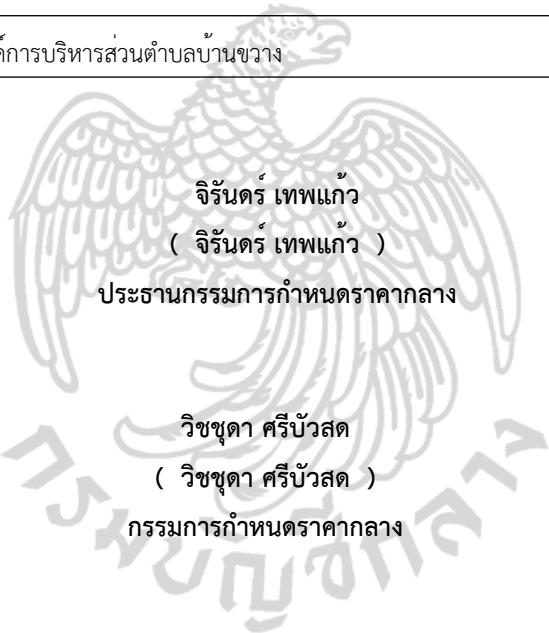 การบริหารส่วนตำบลบ้านขวาง
จิรันดร์ เทพแก้ว
( จิรันดร์ เทพแก้ว )
ประธานกรรมการกำหนดราคากลาง
วิชชุดา ศรีบัวสด
( วิชชุดา ศรีบัวสด )
กรรมการกำหนดราคากลาง
กรมบัญชีกลาง